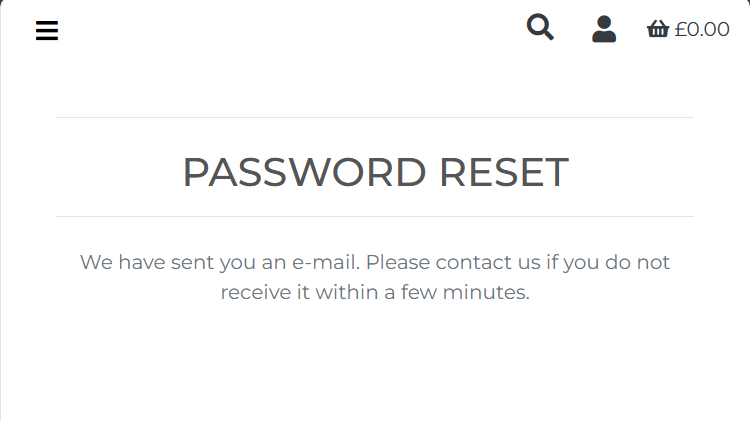 £0.00
PASSWORD RESET
We have sent you an e-mail. Please contact us if you do not
receive it within a few minutes.